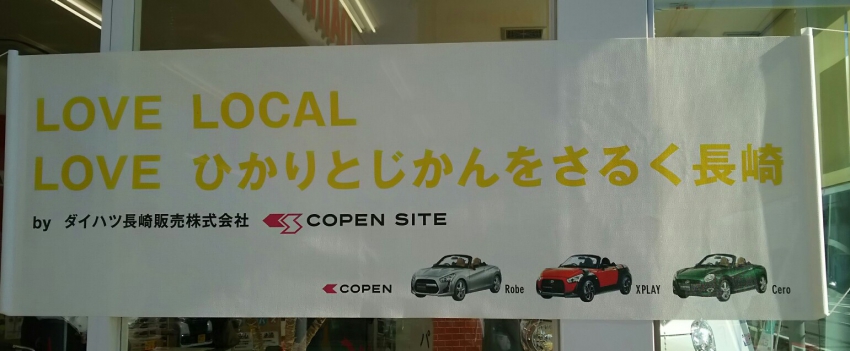 LOVE LOCAL
LOVE ひかりとじかんをさるく長崎
by ダイハツ長崎販売株式会社 COPEN SITE
COPEN Robe XPLAY Cero
パ